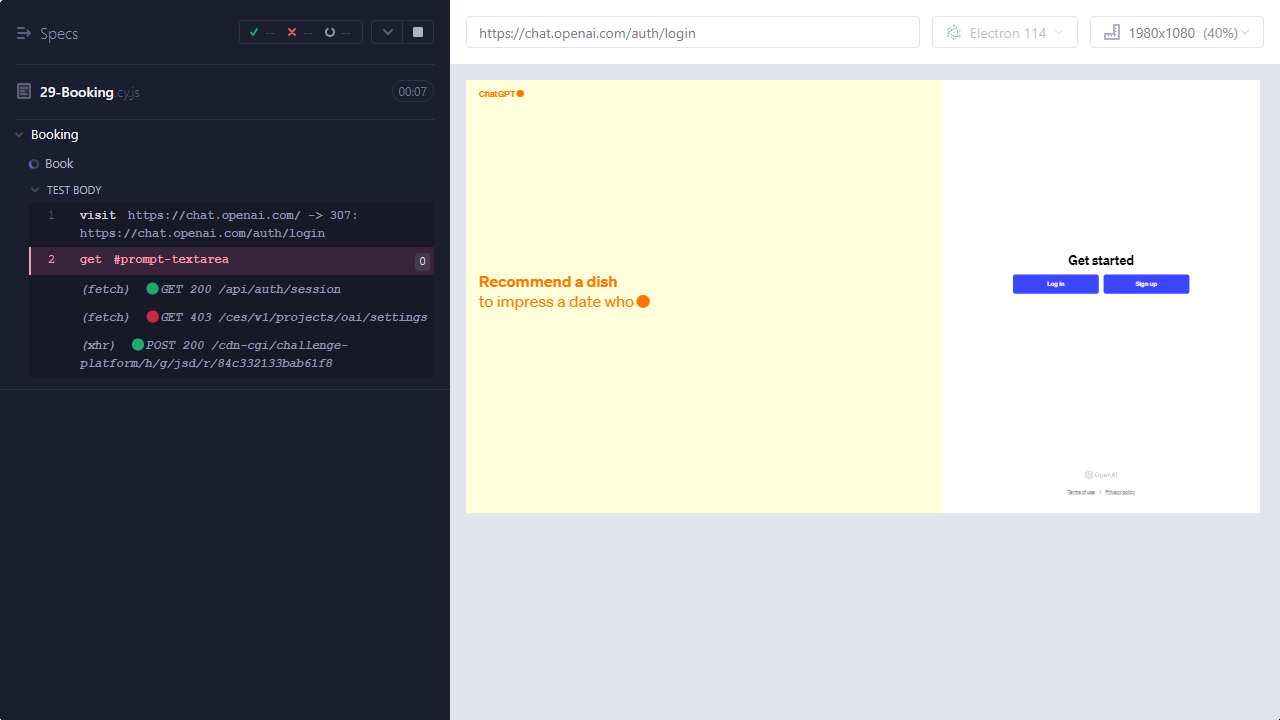 Specs
--
--
--
29-Booking.cy.js
00:07
Booking
Book
TEST BODY
1 visit https://chat.openai.com/ -> 307:
https://chat.openai.com/auth/login
2 get #prompt-textarea 0
(fetch) GET 200 /api/auth/session
(fetch) GET 403 /ces/v1/projects/oai/settings
(xhr) POST 200 /cdn-cgi/challenge-
platform/h/g/jsd/r/84c332133bab61f8
https://chat.openai.com/auth/login
Electron 114
1980x1080 (40%)
ChatGPT
Recommend a dish
to impress a date who
Get started
Log in
Sign up
OpenAI
Terms of use | Privacy policy